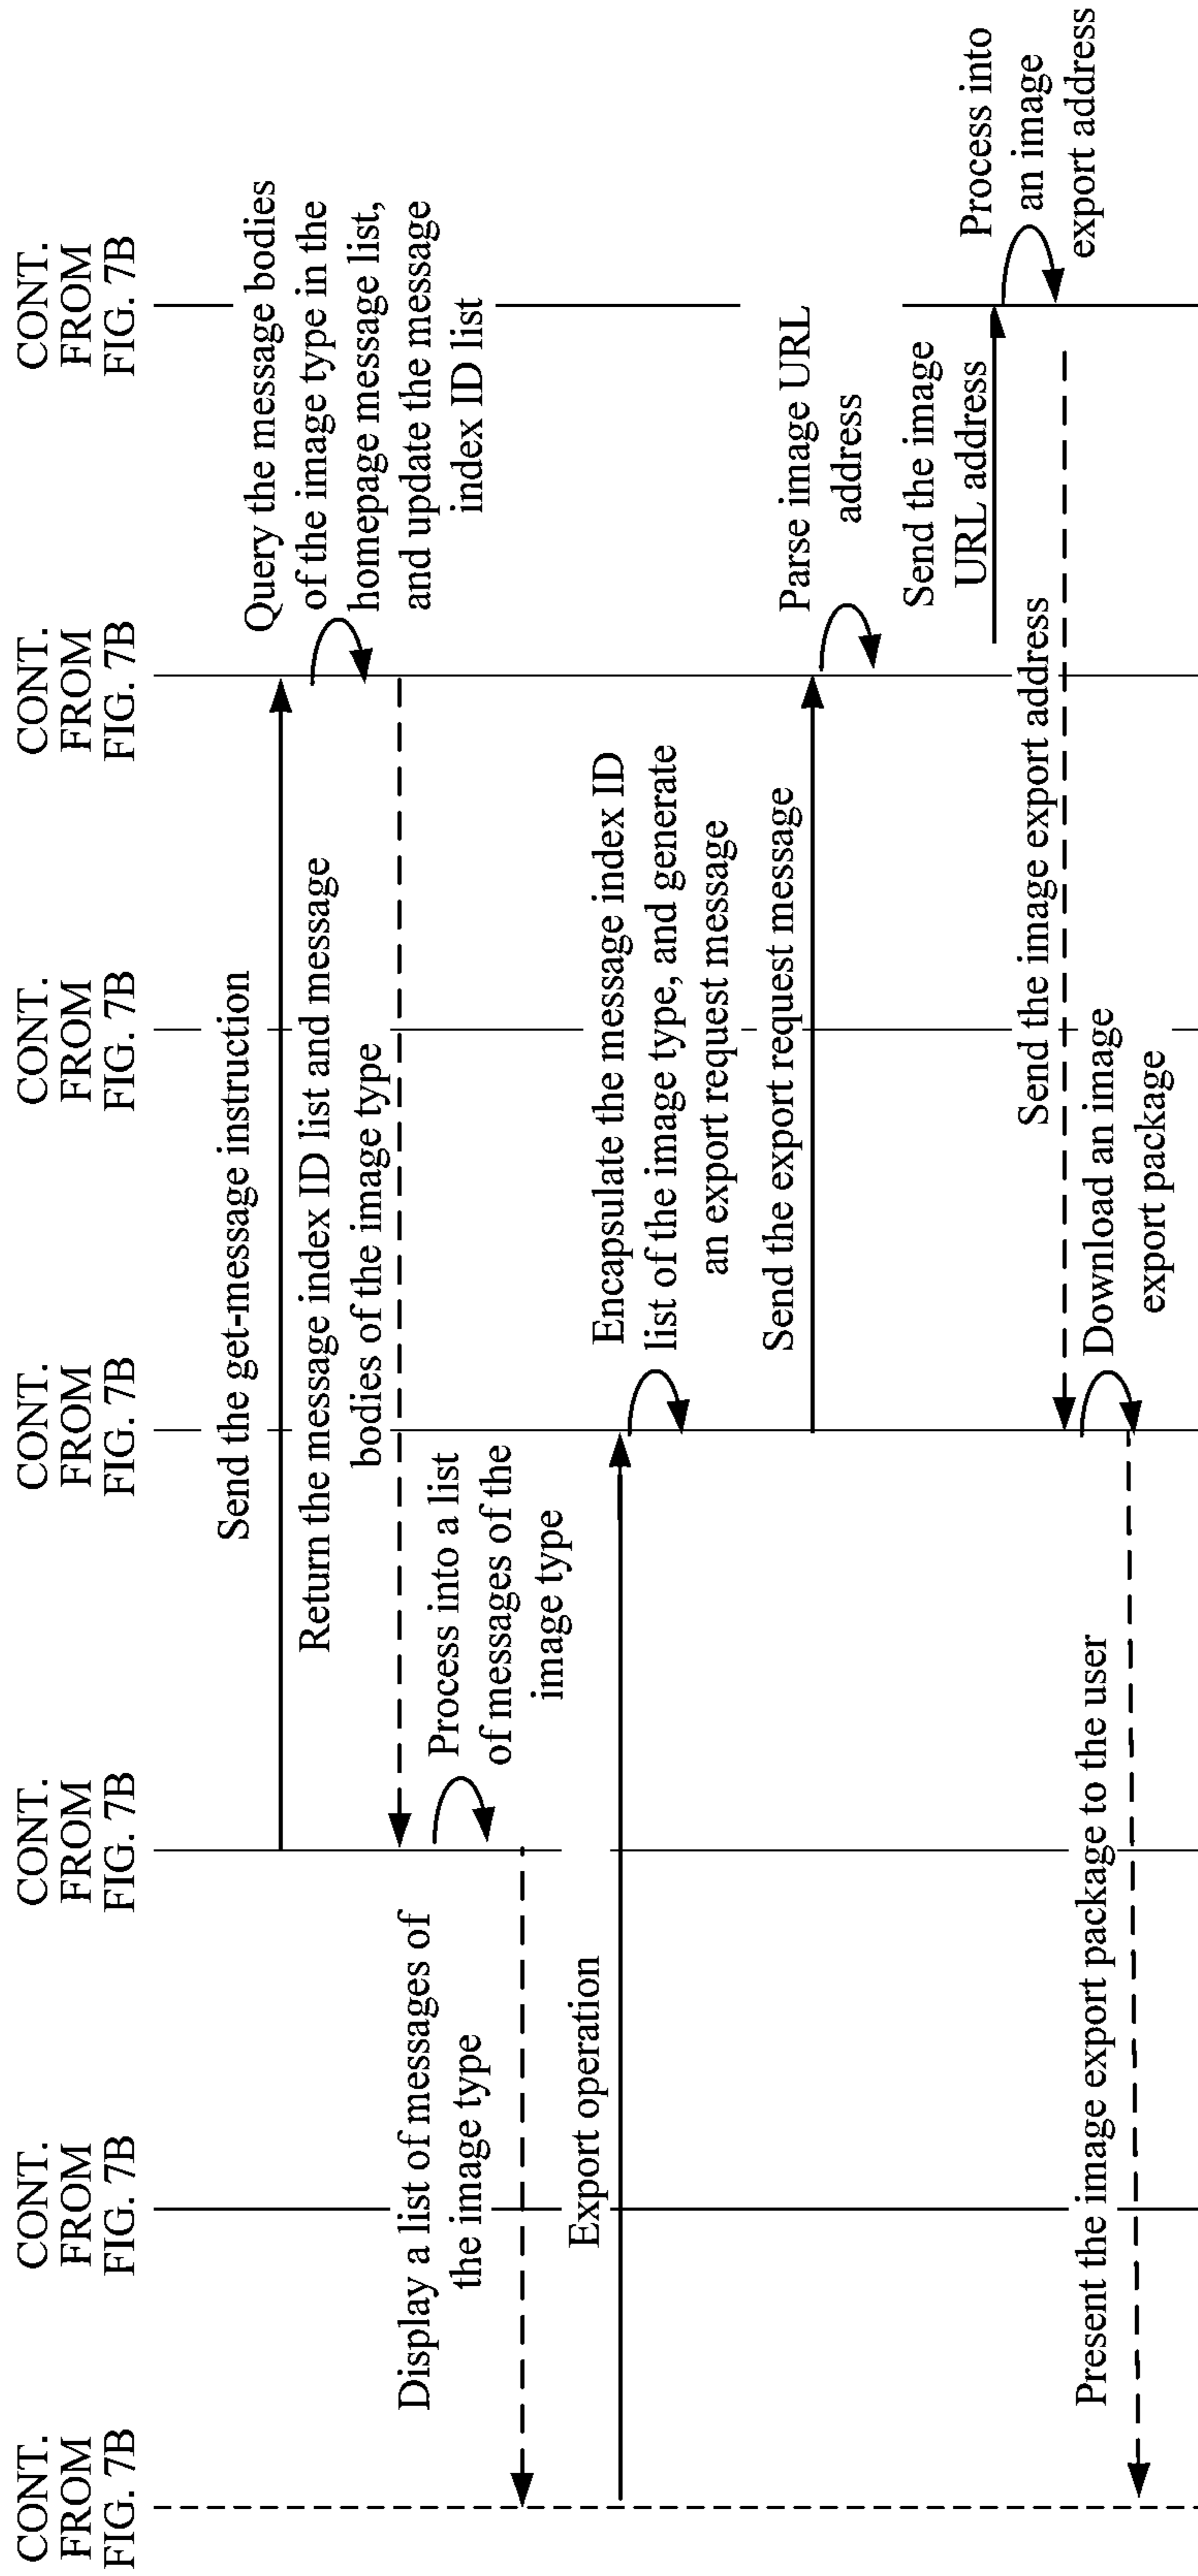 CONT.
FROM
FIG. 7B
CONT.
FROM
FIG. 7B
CONT.
FROM
FIG. 7B
CONT.
FROM
FIG. 7B
CONT.
FROM
FIG. 7B
CONT.
FROM
FIG. 7B
CONT.
FROM
FIG. 7B
Send the get-message instruction
Query the message bodies
of the image type in the
homepage message list,
and update the message
index ID list
Return the message index ID list and message
bodies of the image type
Process into a list
of messages of the
image type
Display a list of messages of
the image type
Export operation
Encapsulate the message index ID
list of the image type, and generate
an export request message
Send the export request message
Parse image URL
address
Send the image
URL address
Process into
an image
export address
Send the image export address
Download an image
export package
Present the image export package to the user